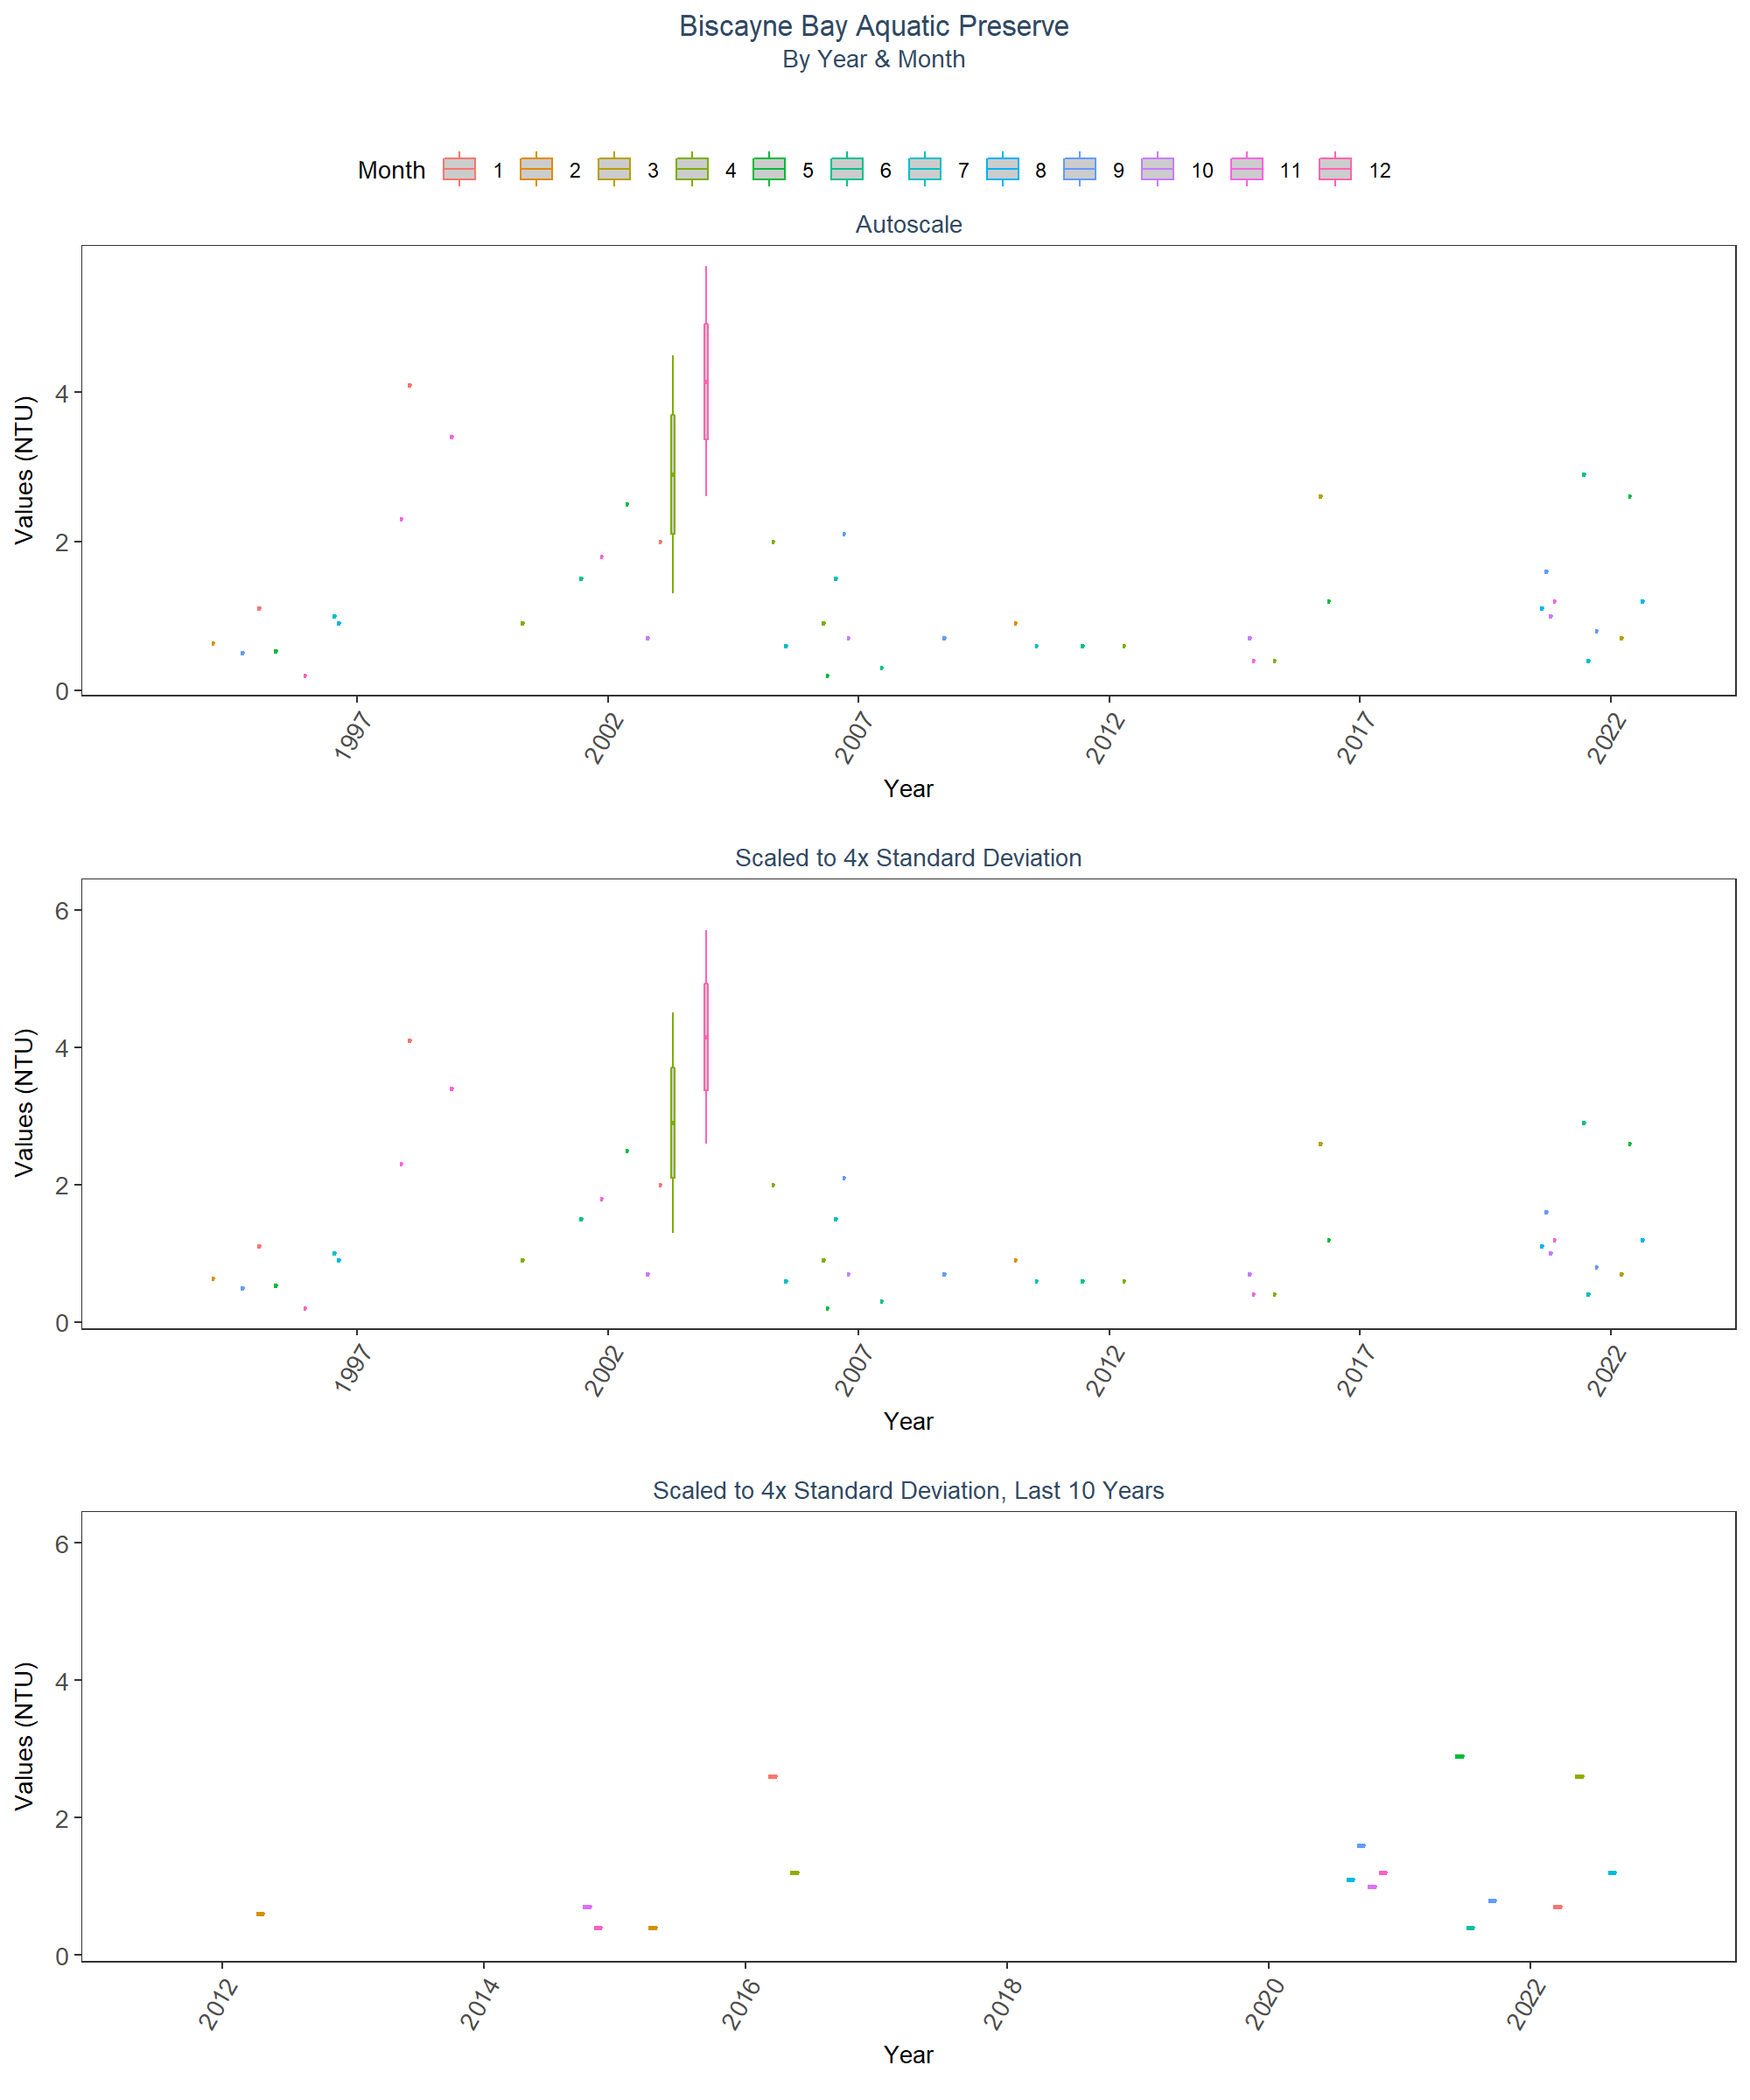 Biscayne Bay Aquatic Preserve
By Year & Month
Month 1 2 3 4 5 6 7 8 9 10 11 12
Autoscale
Values (NTU)
4
2
0
1997 2002 2007 2012 2017 2022
Year
Scaled to 4x Standard Deviation
Values (NTU)
6
4
2
0
1997 2002 2007 2012 2017 2022
Year
Scaled to 4x Standard Deviation, Last 10 Years
Values (NTU)
6
4
2
0
2012 2014 2016 2018 2020 2022
Year